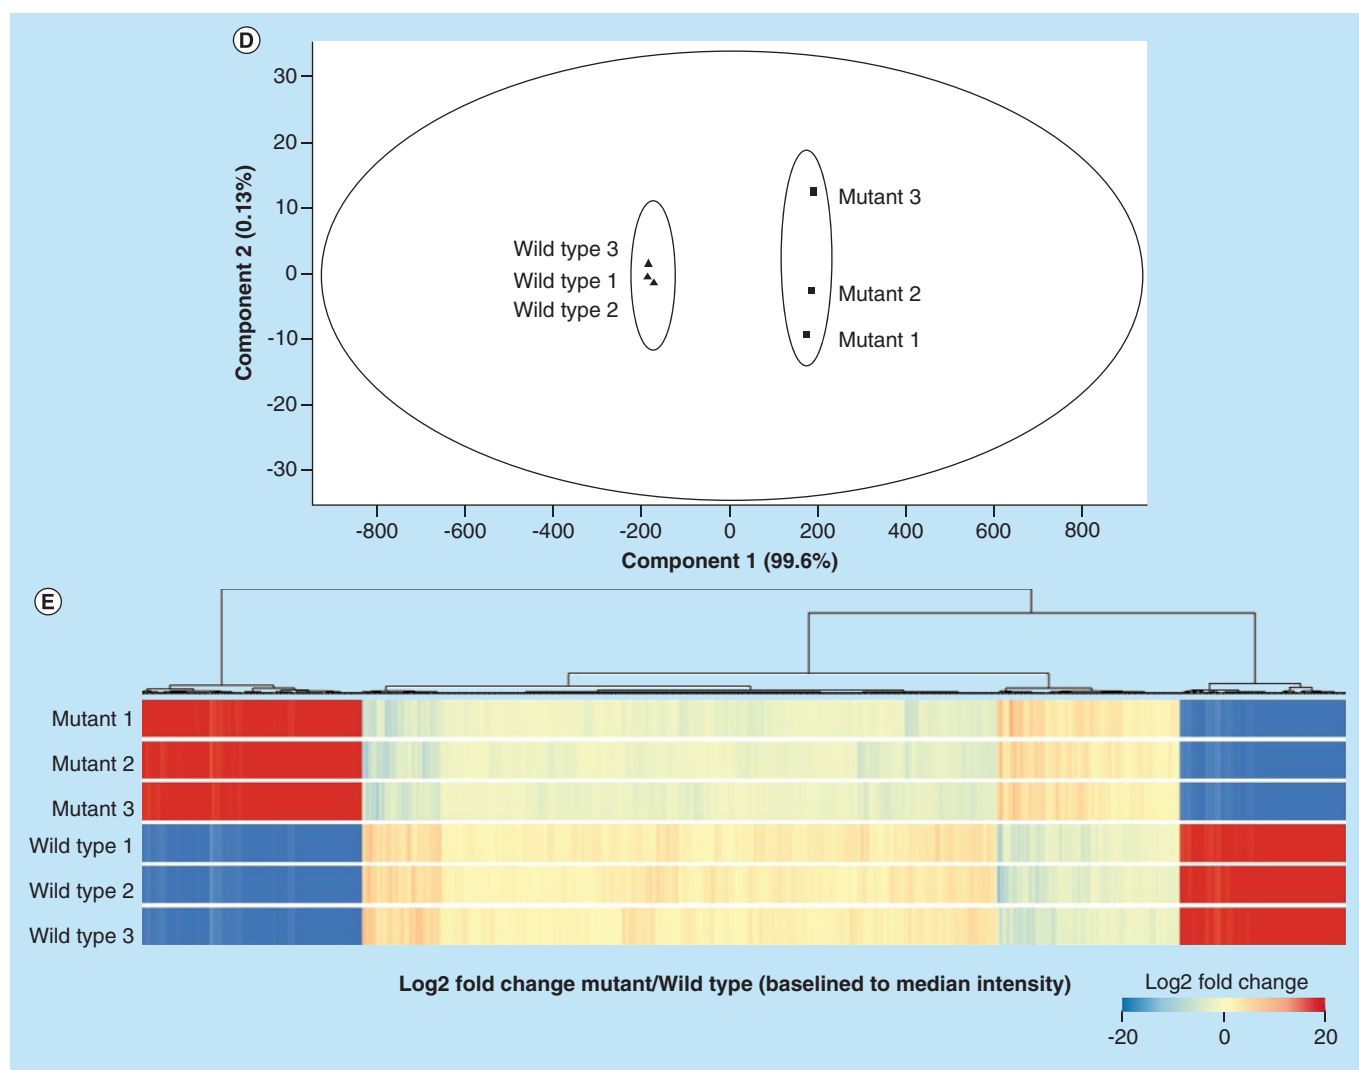 D
30
20
10
0
-10
-20
-30
Component 2 (0.13%)
Wild type 3
Wild type 1
Wild type 2
Mutant 3
Mutant 2
Mutant 1
-800 -600 -400 -200 0 200 400 600 800
Component 1 (99.6%)
E
Mutant 1
Mutant 2
Mutant 3
Wild type 1
Wild type 2
Wild type 3
Log2 fold change mutant/Wild type (baselined to median intensity)
Log2 fold change
-20 0 20